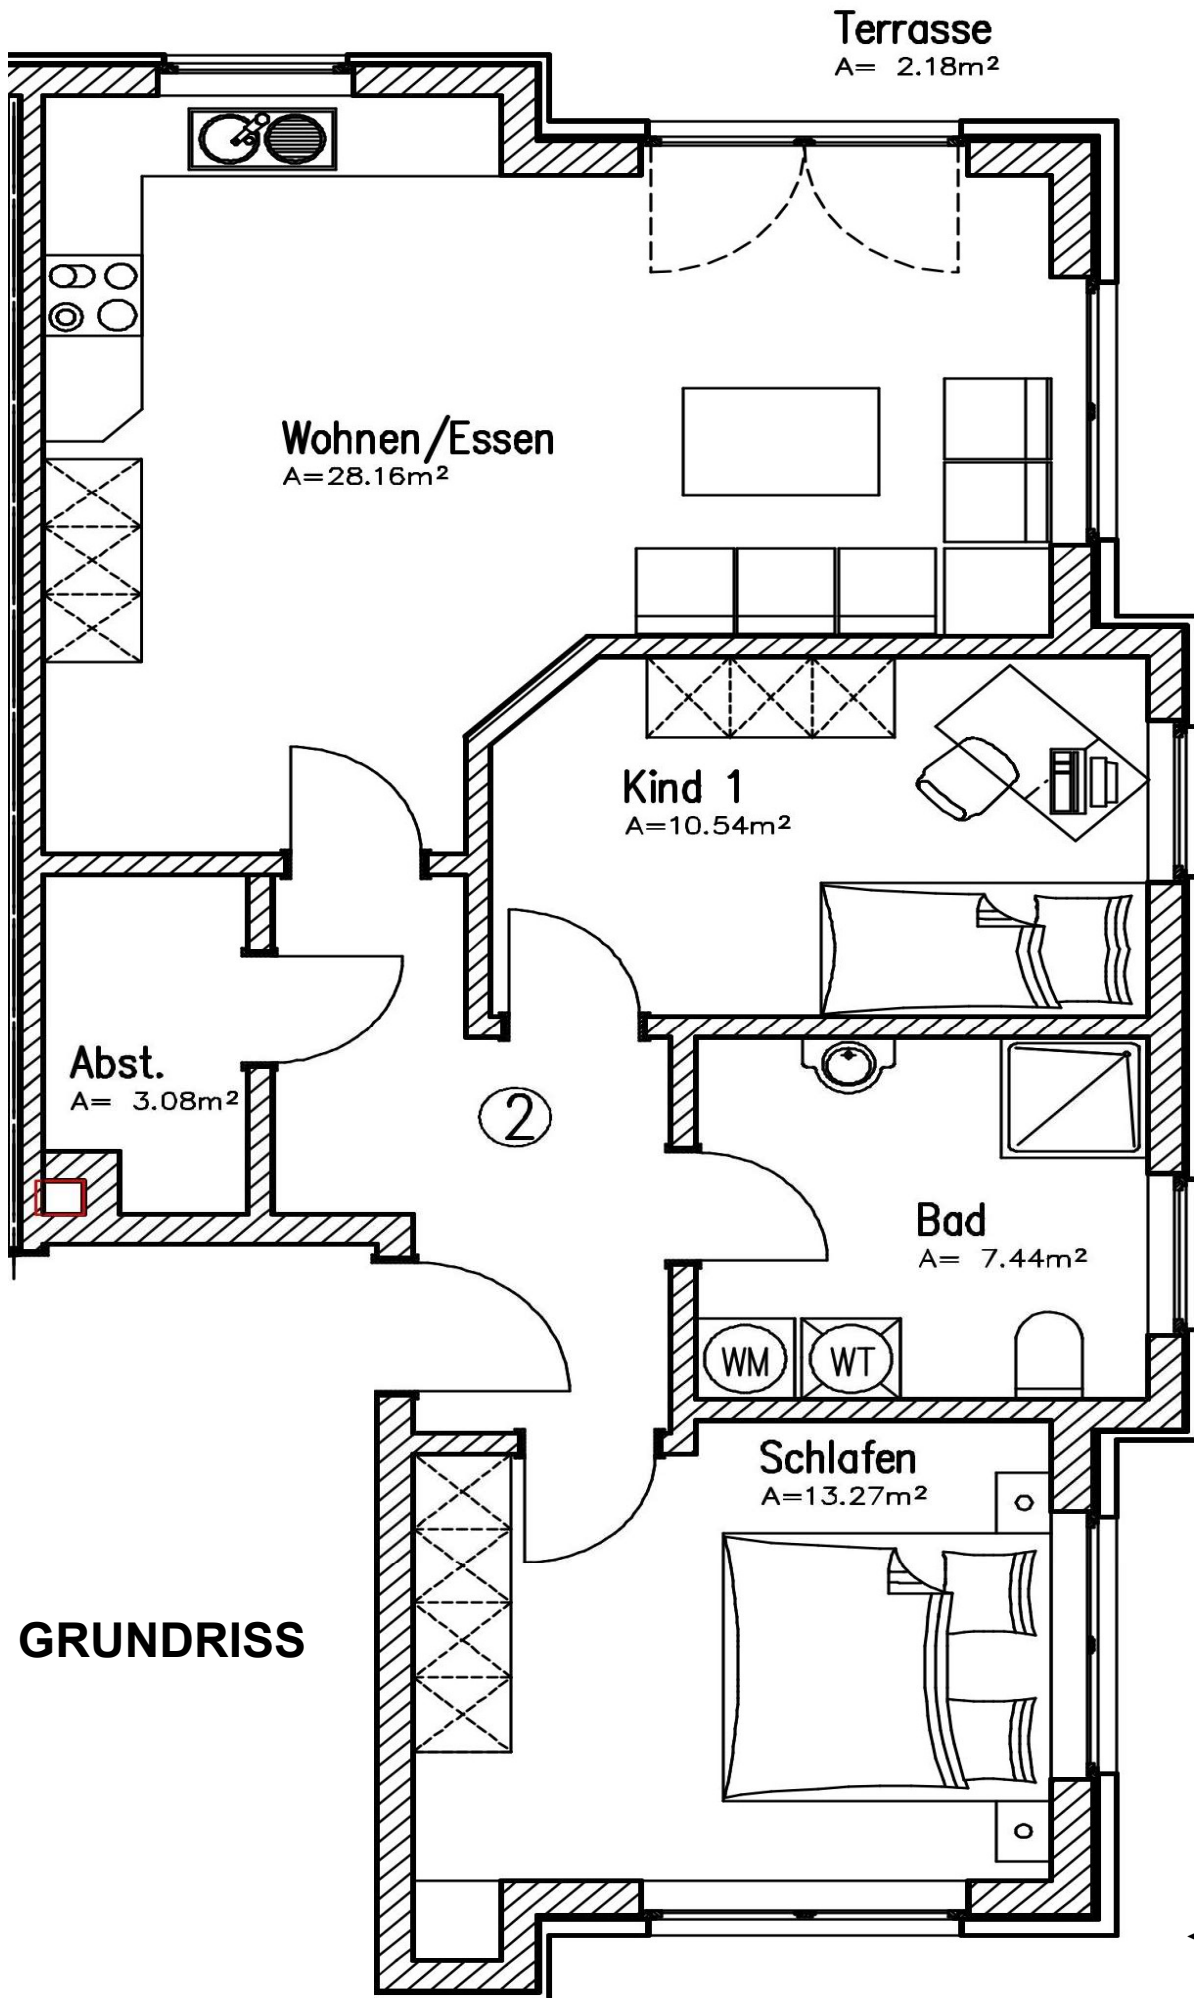 Terrasse
A= 2.18m²
Wohnen/Essen
A=28.16m²
Kind 1
A=10.54m²
Abst.
A= 3.08m²
2
Bad
A= 7.44m²
WM
WT
Schlafen
A=13.27m²
GRUNDRISS